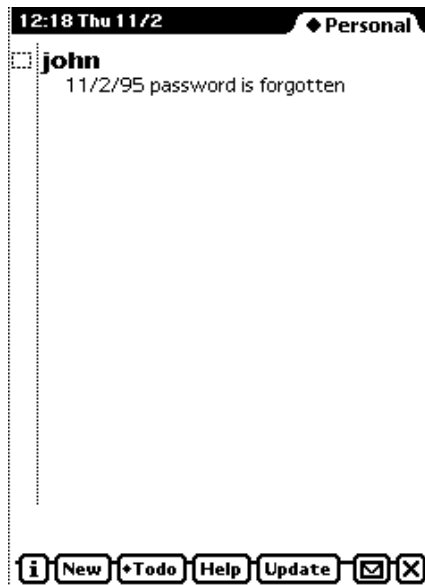 12:18 Thu 11/2
◆Personal
john
11/2/95 password is forgotten
i New ◆Todo Help Update X